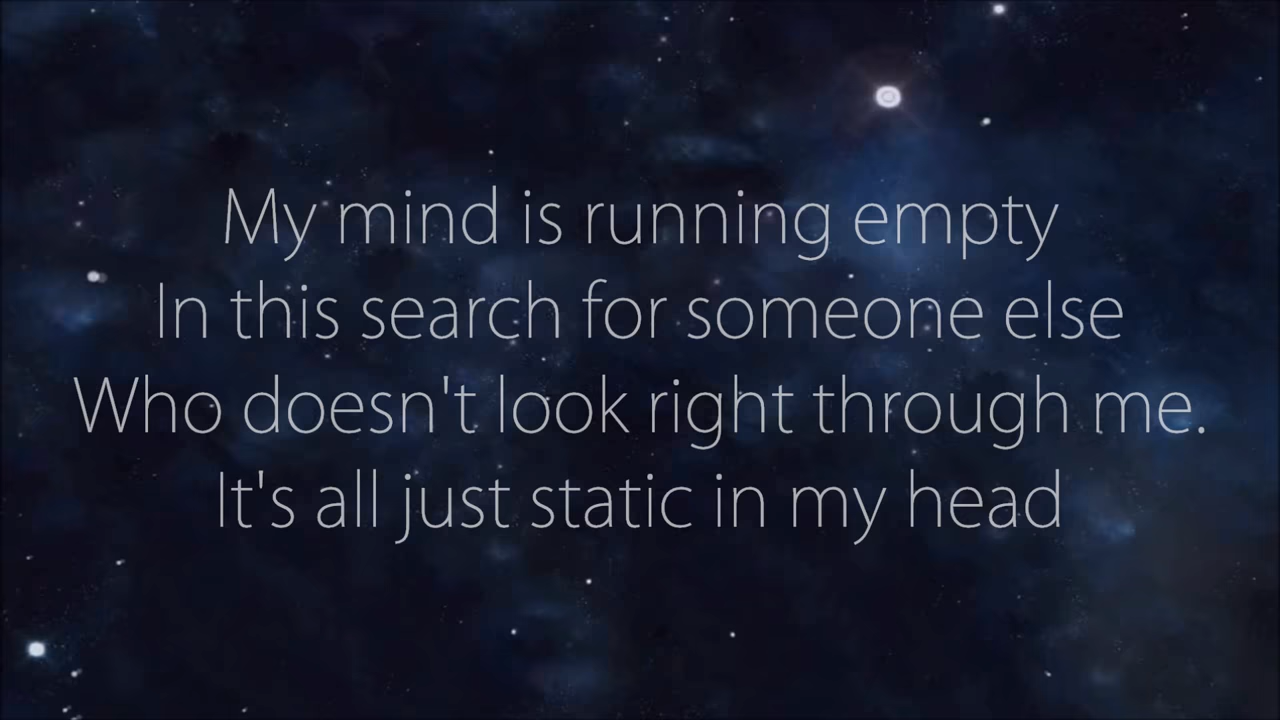 My mind is running empty
In this search for someone else
Who doesn't look right through me.
It's all just static in my head